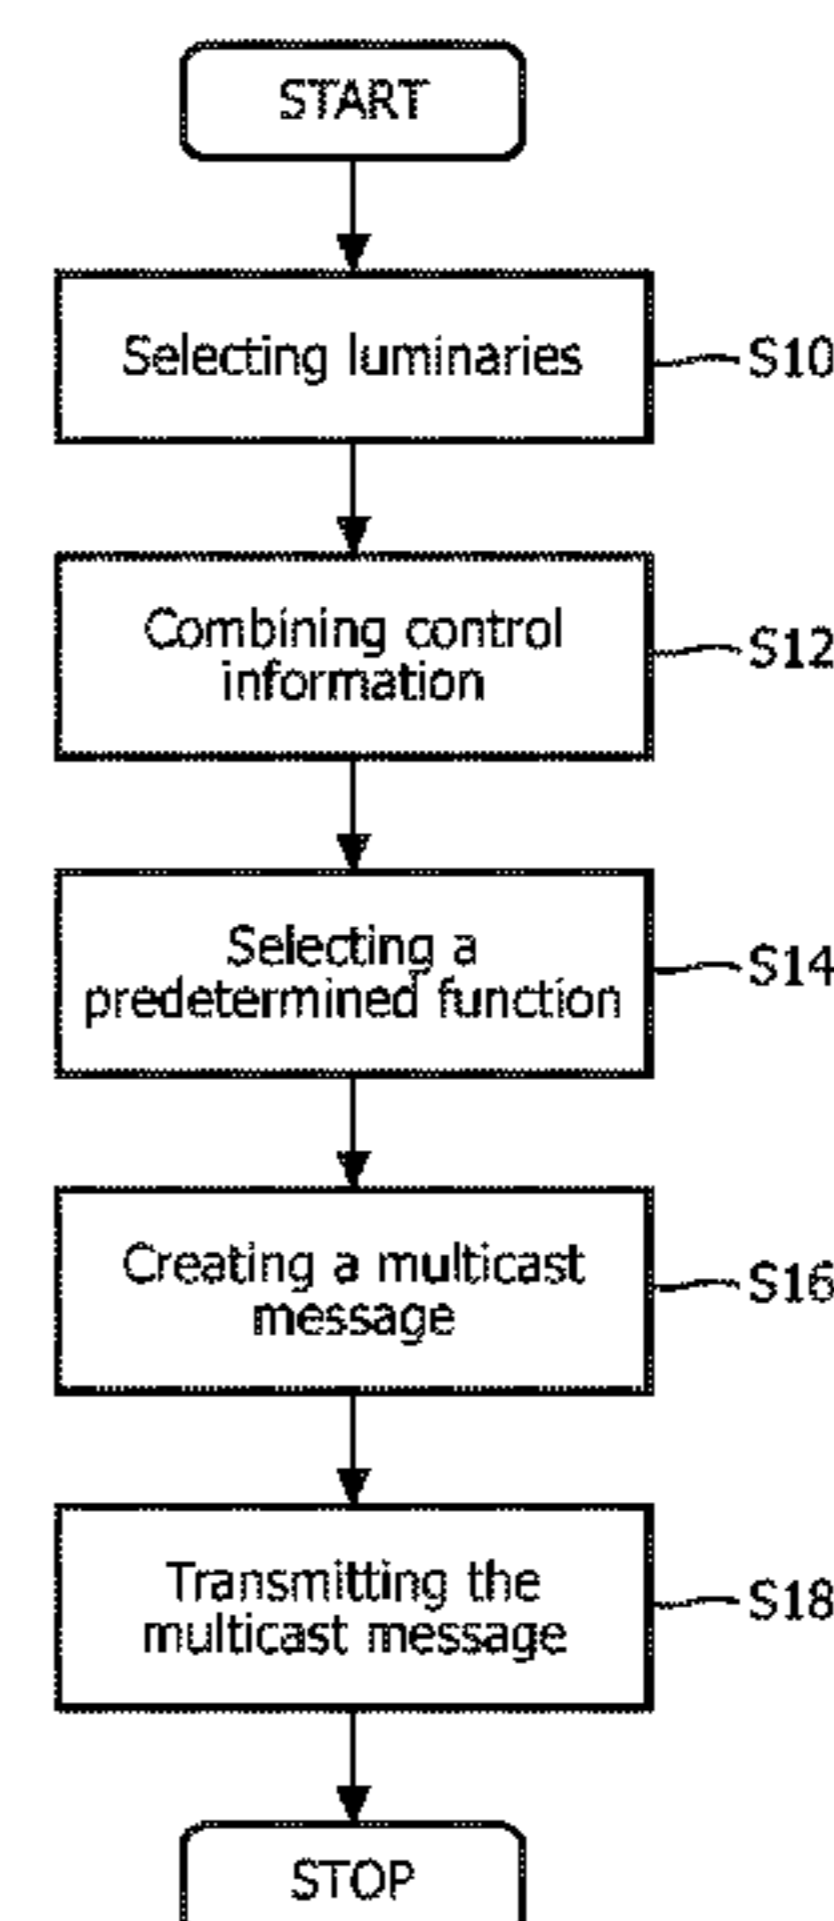 START
Selecting luminaries
S10
Combining control
information
S12
Selecting a
predetermined function
S14
Creating a multicast
message
S16
Transmitting the
multicast message
S18
STOP